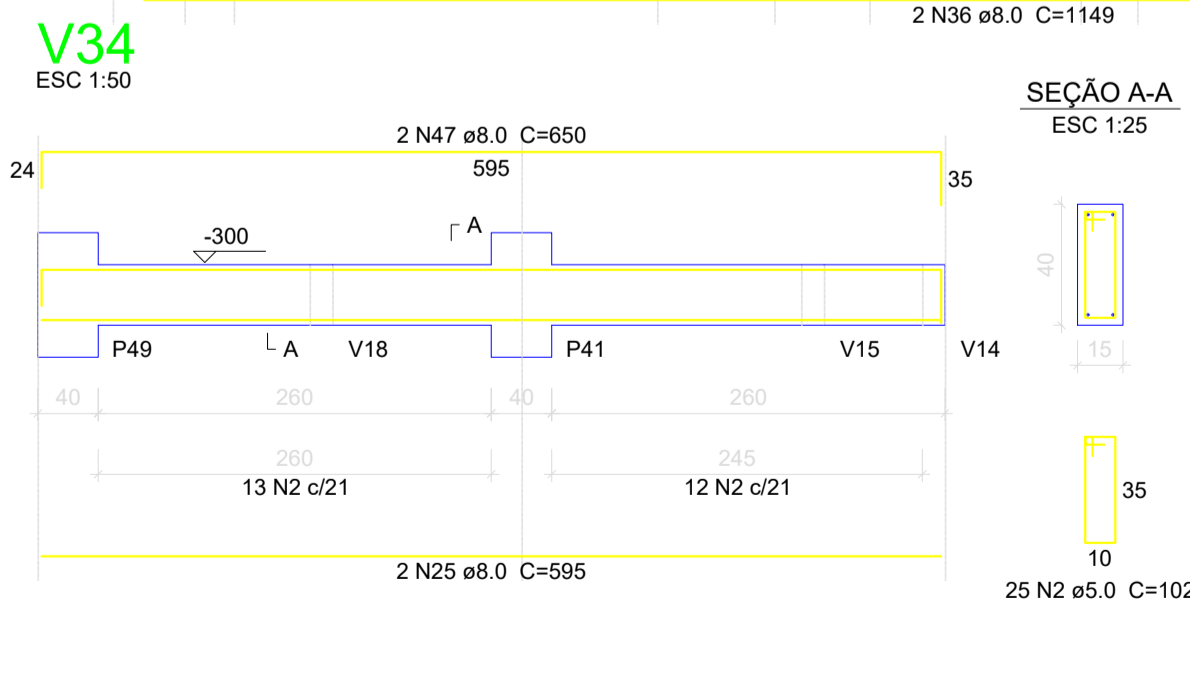 2 N36 ø8.0 C=1149
V34
ESC 1:50
SEÇÃO A-A
ESC 1:25
2 N47 ø8.0 C=650
24
595
35
A
-300
40
P49
A
V18
P41
V15
V14
15
40
260
40
260
260
245
13 N2 c/21
12 N2 c/21
35
10
2 N25 ø8.0 C=595
25 N2 ø5.0 C=102